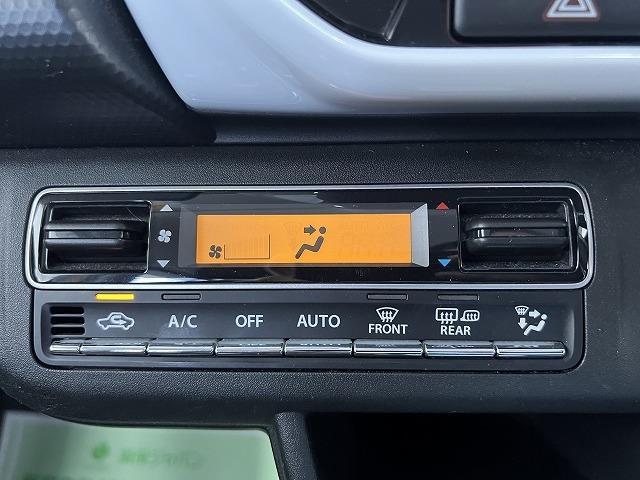 A/C OFF AUTO FRONT REAR